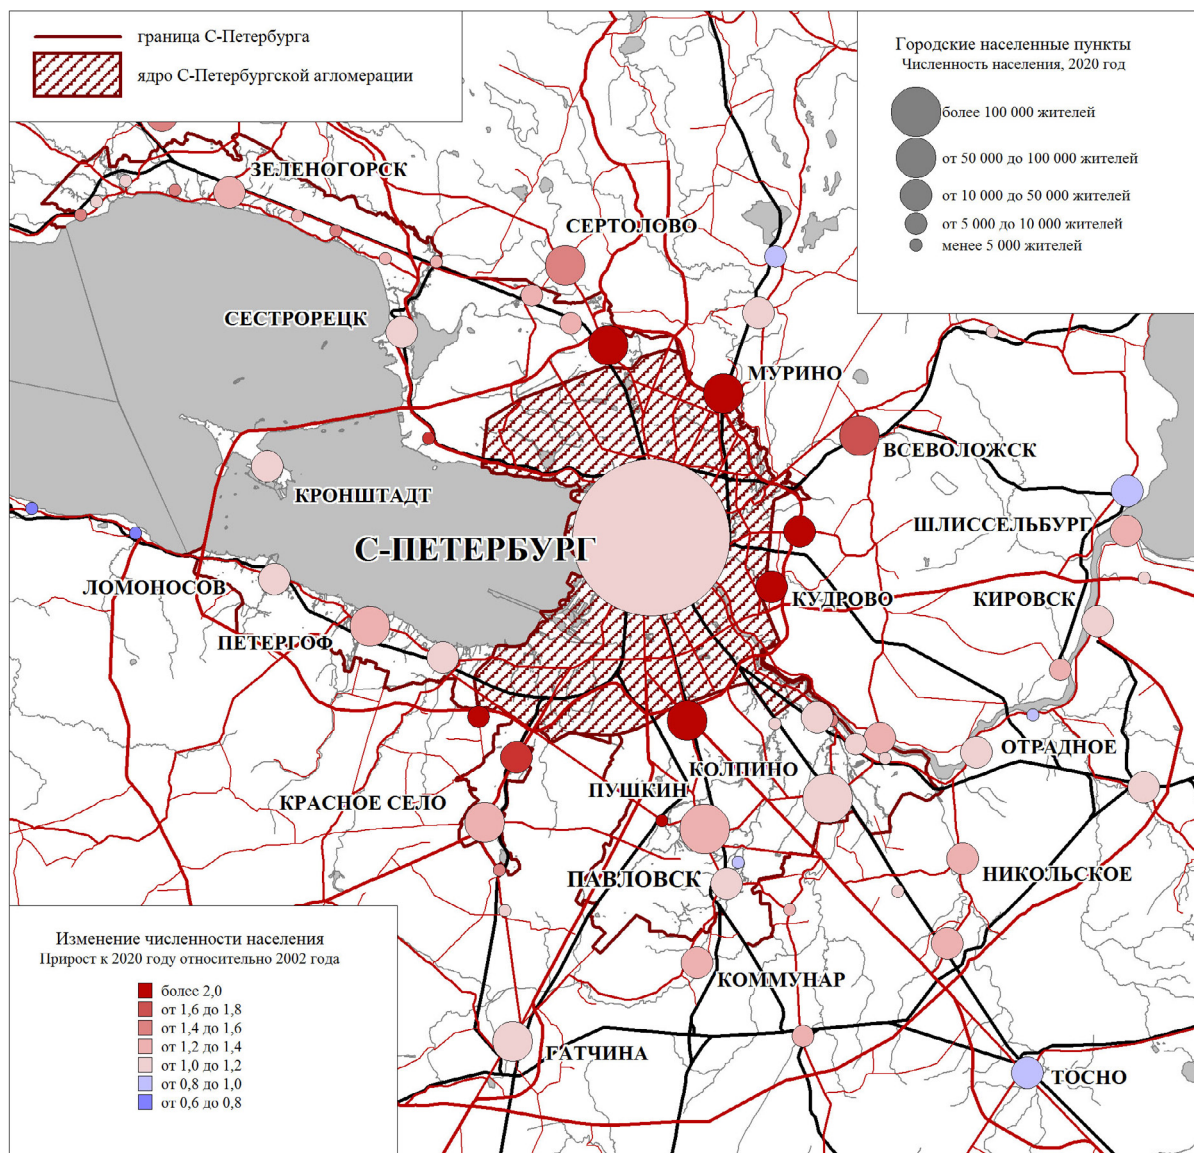 граница С-Петербурга
ядро С-Петербургской агломерации
Городские населенные пункты
Численность населения, 2020 год
более 100 000 жителей
от 50 000 до 100 000 жителей
от 10 000 до 50 000 жителей
от 5 000 до 10 000 жителей
менее 5 000 жителей
ЗЕЛЕНОГОРСК
СЕРТОЛОВО
СЕСТРОРЕЦК
МУРИНО
ВСЕВОЛОЖСК
КРОНШТАДТ
ШЛИССЕЛЬБУРГ
С-ПЕТЕРБУРГ
ЛОМОНОСОВ
КУДРОВО
КИРОВСК
ПЕТЕРГОФ
ОТРАДНОЕ
КОЛПИНО
ПУШКИН
КРАСНОЕ СЕЛО
ПАВЛОВСК
НИКОЛЬСКОЕ
КОММУНАР
ГАТЧИНА
ТОСНО
Изменение численности населения
Прирост к 2020 году относительно 2002 года
более 2,0
от 1,6 до 1,8
от 1,4 до 1,6
от 1,2 до 1,4
от 1,0 до 1,2
от 0,8 до 1,0
от 0,6 до 0,8